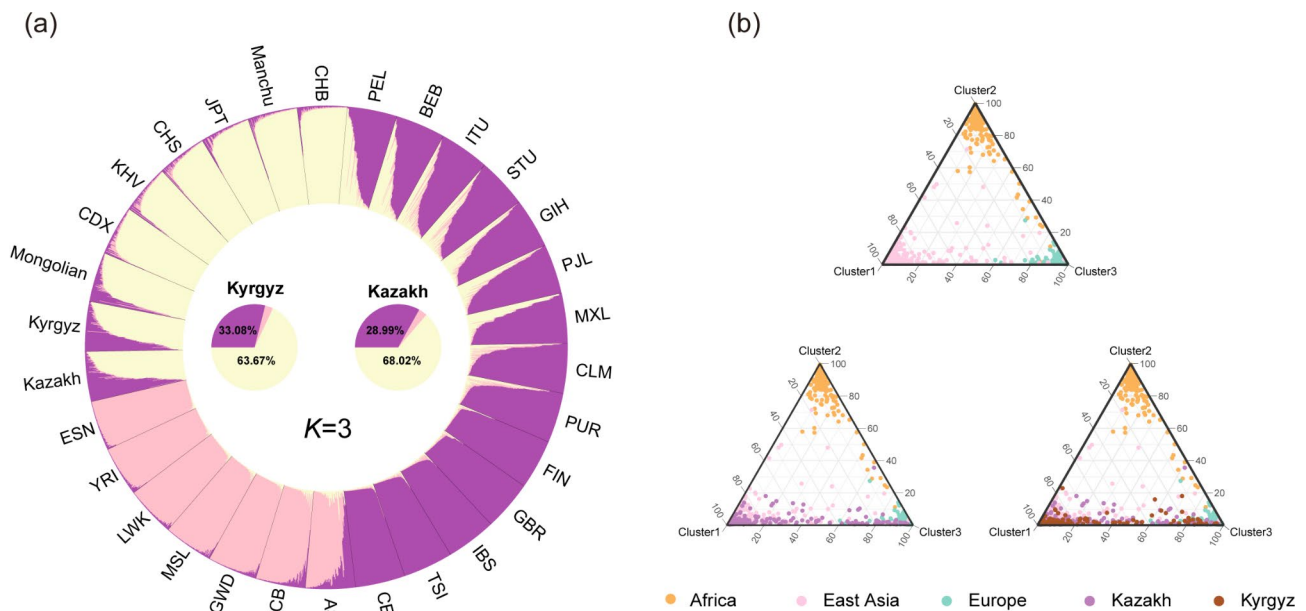 (a)
(b)
CHB
PEL
BEB
ITU
STU
GIH
PJL
MXL
CLM
PUR
FIN
GBR
IBS
TSI
CE
A
CB
GWD
MSL
LWK
YRI
ESN
Kazakh
Kyrgyz
Mongolian
CDX
KHV
CHS
JPT
Manchu
Kyrgyz
Kazakh
33.08%
28.99%
63.67%
68.02%
K=3
Cluster2
100
20
80
40
60
60
40
80
20
100
Cluster1
Cluster3
20
40
60
80
100
Cluster2
100
20
80
40
60
60
40
80
20
100
Cluster1
Cluster3
20
40
60
80
100
Cluster2
100
20
80
40
60
60
40
80
20
100
Cluster1
Cluster3
20
40
60
80
100
Africa
East Asia
Europe
Kazakh
Kyrgyz